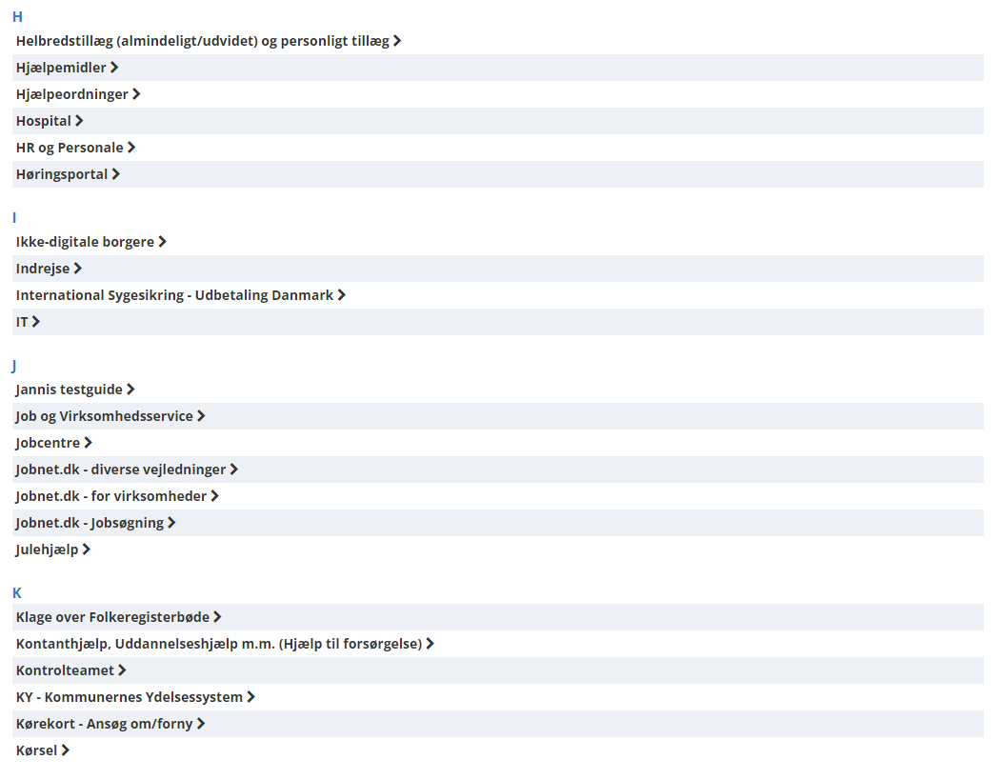 H
Helbredstillæg (almindeligt/udvidet) og personligt tillæg
Hjælpemidler
Hjælpeordninger
Hospital
HR og Personale
Høringsportal
I
Ikke-digitale borgere
Indrejse
International Sygesikring - Udbetaling Danmark
IT
J
Jannis testguide
Job og Virksomhedsservice
Jobcentre
Jobnet.dk - diverse vejledninger
Jobnet.dk - for virksomheder
Jobnet.dk - Jobsøgning
Julehjælp
K
Klage over Folkeregisterbøde
Kontanthjælp, Uddannelseshjælp m.m. (Hjælp til forsørgelse)
Kontrolteamet
KY - Kommunernes Ydelsessystem
Kørekort - Ansøg om/forny
Kørsel